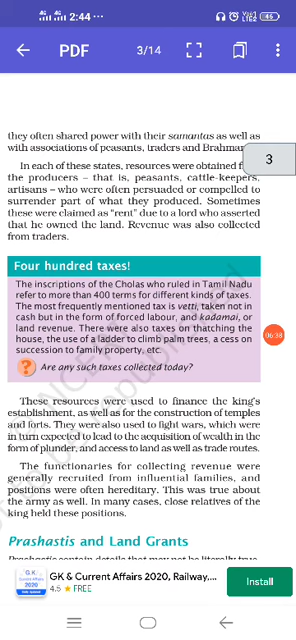 2:44
46
PDF
3/14
they often shared power with their samantas as well as
with associations of peasants, traders and Brahmanas.
3
In each of these states, resources were obtained from
the producers – that is, peasants, cattle-keepers,
artisans – who were often persuaded or compelled to
surrender part of what they produced. Sometimes
these were claimed as "rent" due to a lord who asserted
that he owned the land. Revenue was also collected
from traders.
Four hundred taxes!
The inscriptions of the Cholas who ruled in Tamil Nadu
refer to more than 400 terms for different kinds of taxes.
The most frequently mentioned tax is vetti, taken not in
cash but in the form of forced labour, and kadamai, or
land revenue. There were also taxes on thatching the
house, the use of a ladder to climb palm trees, a cess on
succession to family property, etc.
06:38
? Are any such taxes collected today?
These resources were used to finance the king's
establishment, as well as for the construction of temples
and forts. They were also used to fight wars, which were
in turn expected to lead to the acquisition of wealth in the
form of plunder, and access to land as well as trade routes.
The functionaries for collecting revenue were
generally recruited from influential families, and
positions were often hereditary. This was true about
the army as well. In many cases, close relatives of the
king held these positions.
Prashastis and Land Grants
Prashastis contain details that may not be literally true
GK & Current Affairs 2020, Railway,...
4.5 ★ FREE
Install